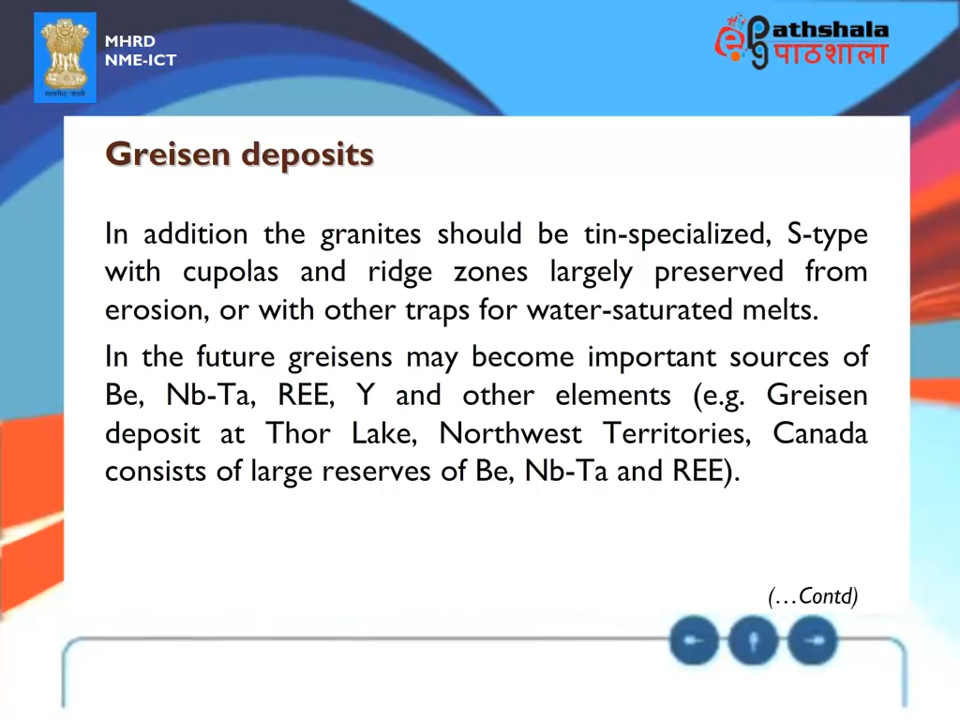 MHRD
NME-ICT
सत्यमेव जयते
e Pathshala
पाठशाला
Greisen deposits
In addition the granites should be tin-specialized, S-type
with cupolas and ridge zones largely preserved from
erosion, or with other traps for water-saturated melts.
In the future greisens may become important sources of
Be, Nb-Ta, REE, Y and other elements (e.g. Greisen
deposit at Thor Lake, Northwest Territories, Canada
consists of large reserves of Be, Nb-Ta and REE).
(…Contd)